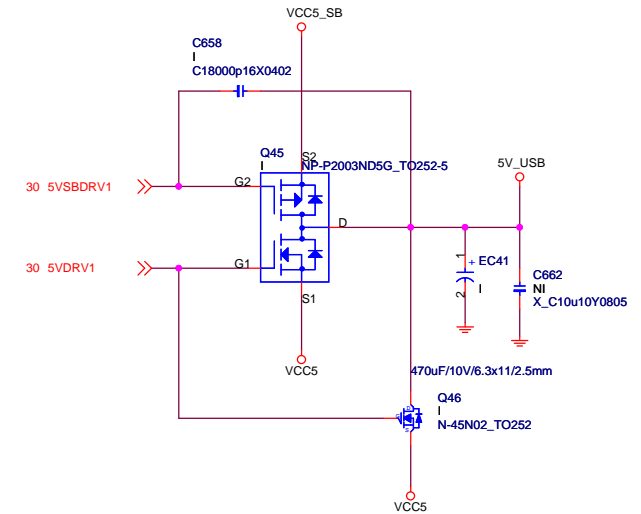 VCC5_SB
C658
I
C18000p16X0402
Q45
I
S2
NP-P2003ND5G_TO252-5
5V_USB
30 5VSBDRV1
G2
D
30 5VDRV1
G1
1
+ EC41
2
I
C662
NI
X_C10u10Y0805
S1
VCC5
470uF/10V/6.3x11/2.5mm
Q46
I
N-45N02_TO252
D
G
S
VCC5